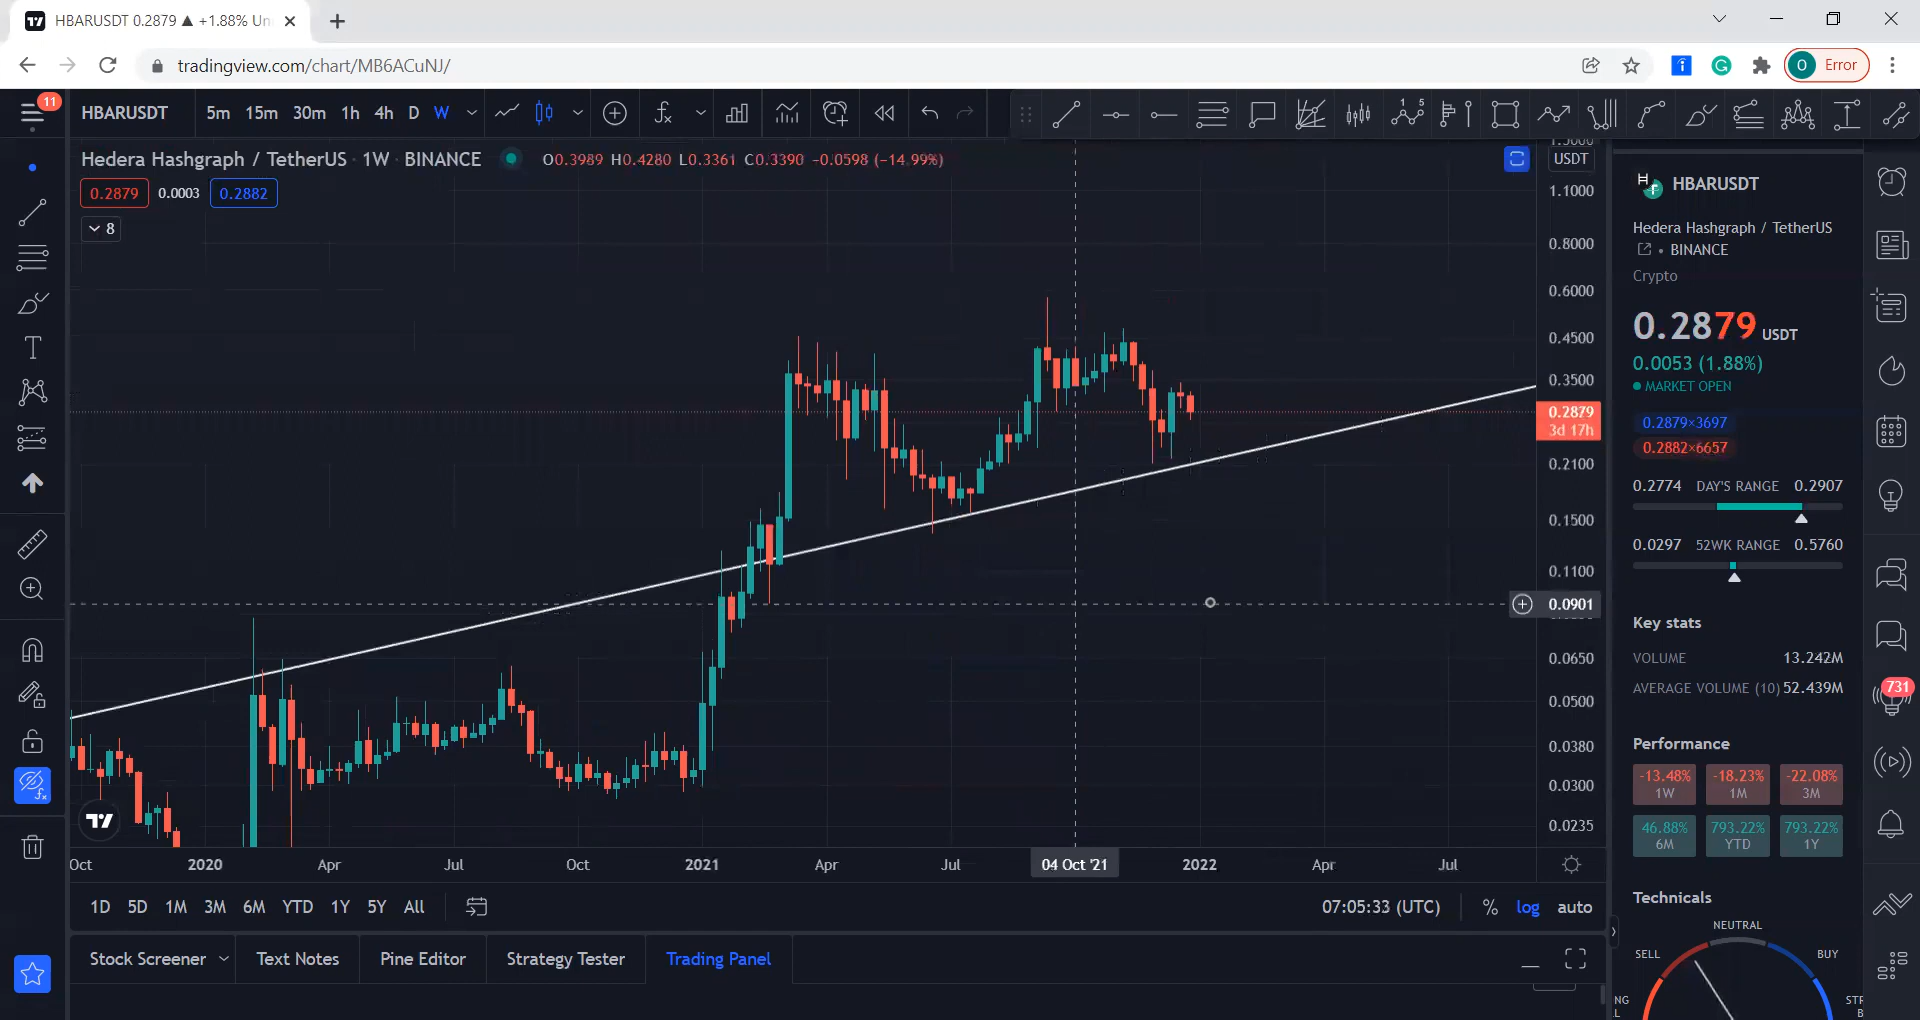 HBARUSDT 0.2879 ▲ +1.88% Un
tradingview.com/chart/MB6ACuNJ/
O Error
11
HBARUSDT 5m 15m 30m 1h 4h D W
Hedera Hashgraph / TetherUS · 1W · BINANCE O0.3989 H0.4280 L0.3361 C0.3390 -0.0598 (-14.99%)
0.2879 0.0003 0.2882
8
USDT
1.1000
0.8000
0.6000
0.4500
0.3500
0.2879
3d 17h
0.2100
0.1500
0.1100
0.0901
0.0650
0.0500
0.0380
0.0300
0.0235
Oct 2020 Apr Jul Oct 2021 Apr Jul 04 Oct '21 2022 Apr Jul
1D 5D 1M 3M 6M YTD 1Y 5Y All 07:05:33 (UTC) % log auto
Stock Screener Text Notes Pine Editor Strategy Tester Trading Panel
HBARUSDT
Hedera Hashgraph / TetherUS
• BINANCE
Crypto
0.2879 USDT
0.0053 (1.88%)
MARKET OPEN
0.2879×3697
0.2882×6657
0.2774 DAY'S RANGE 0.2907
0.0297 52WK RANGE 0.5760
Key stats
VOLUME 13.242M
AVERAGE VOLUME (10) 52.439M
Performance
-13.48% -18.23% -22.08%
1W 1M 3M
46.88% 793.22% 793.22%
6M YTD 1Y
Technicals
NEUTRAL
SELL BUY
731